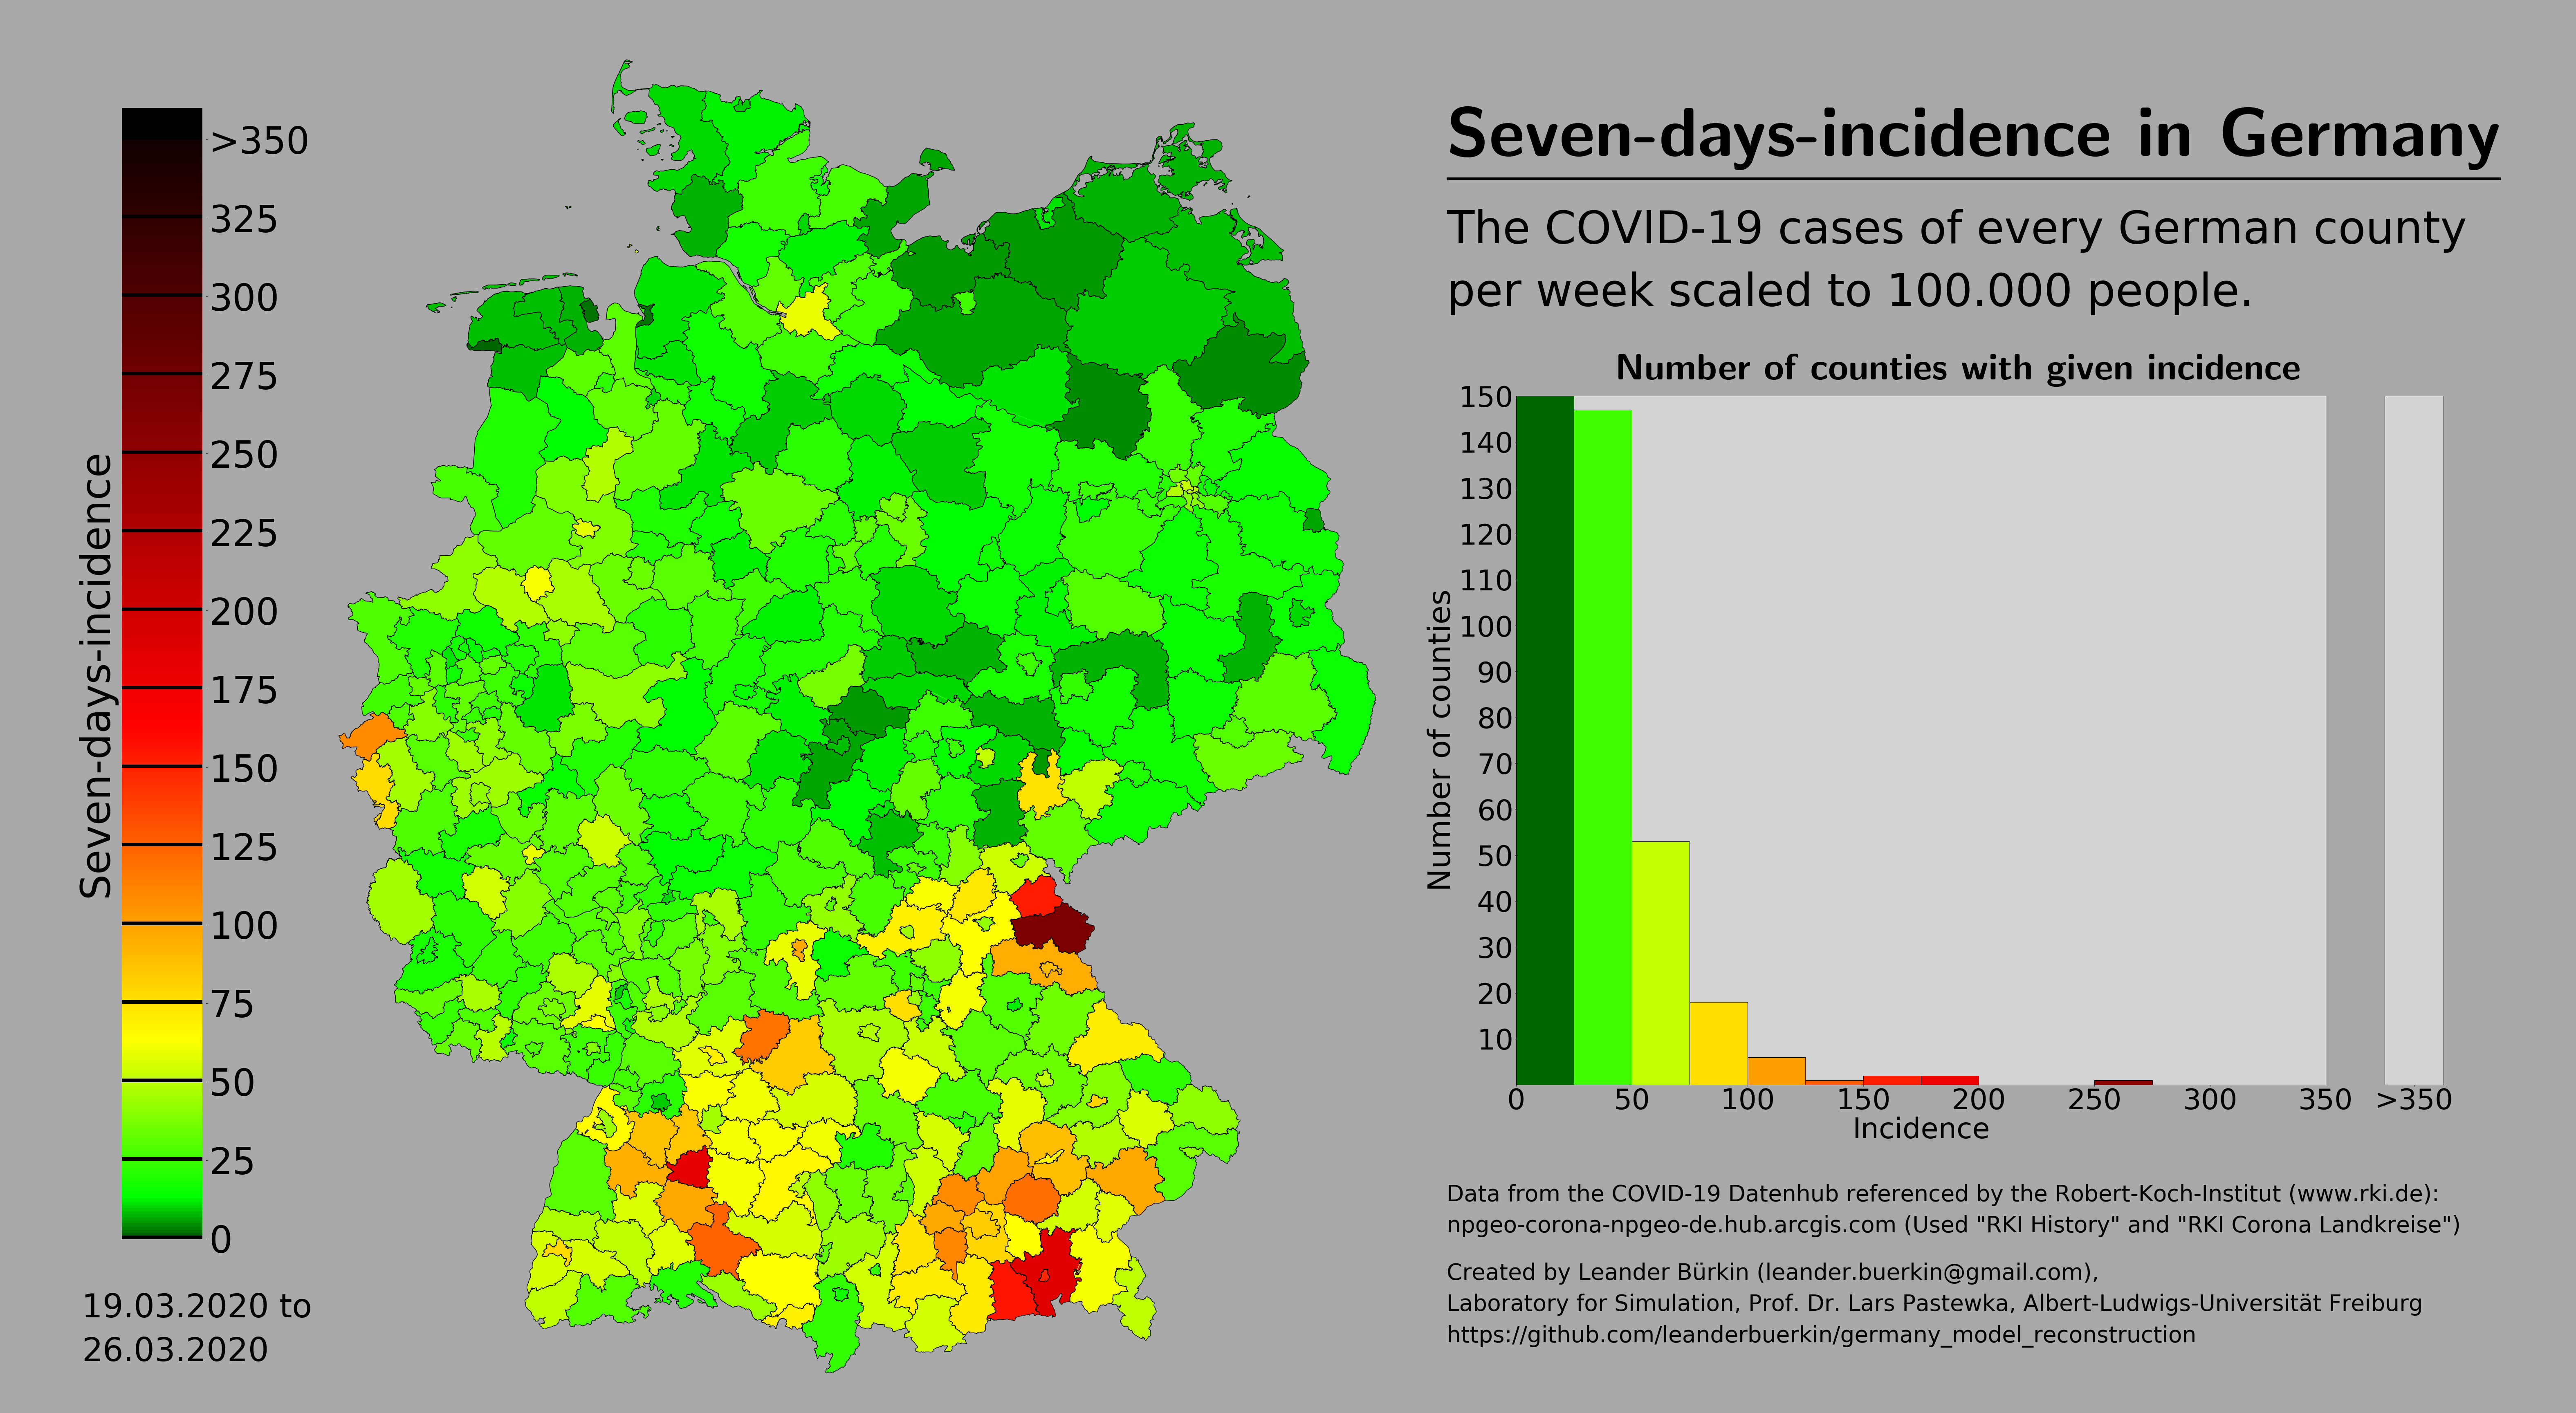 Seven-days-incidence in Germany
The COVID-19 cases of every German county
per week scaled to 100.000 people.
Seven-days-incidence
>350
325
300
275
250
225
200
175
150
125
100
75
50
25
0
19.03.2020 to
26.03.2020
Number of counties with given incidence
Number of counties
150
140
130
120
110
100
90
80
70
60
50
40
30
20
10
0 50 100 150 200 250 300 350 >350
Incidence
Data from the COVID-19 Datenhub referenced by the Robert-Koch-Institut (www.rki.de):
npgeo-corona-npgeo-de.hub.arcgis.com (Used "RKI History" and "RKI Corona Landkreise")
Created by Leander Bürkin (leander.buerkin@gmail.com),
Laboratory for Simulation, Prof. Dr. Lars Pastewka, Albert-Ludwigs-Universität Freiburg
https://github.com/leanderbuerkin/germany_model_reconstruction